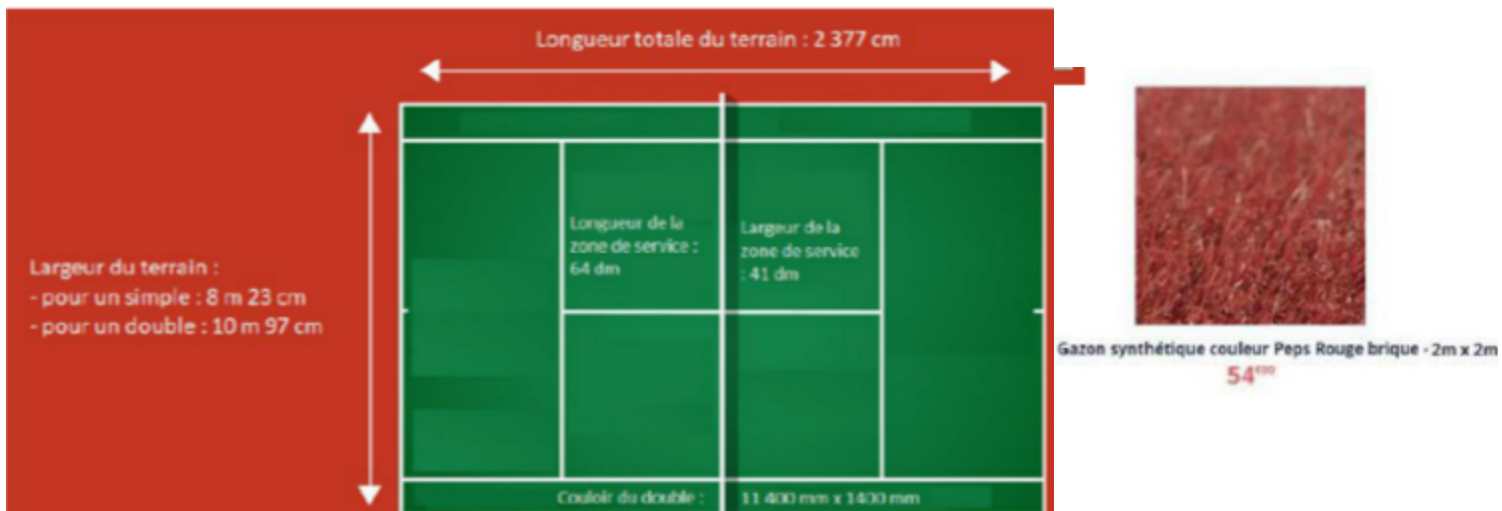 Longueur totale du terrain : 2 377 cm
Largeur du terrain :
- pour un simple : 8 m 23 cm
- pour un double : 10 m 97 cm
Longueur de la
zone de service :
64 dm
Largeur de la
zone de service
: 41 dm
Couloir du double : 11 400 mm x 1400 mm
Gazon synthétique couleur Peps Rouge brique - 2m x 2m
54€00